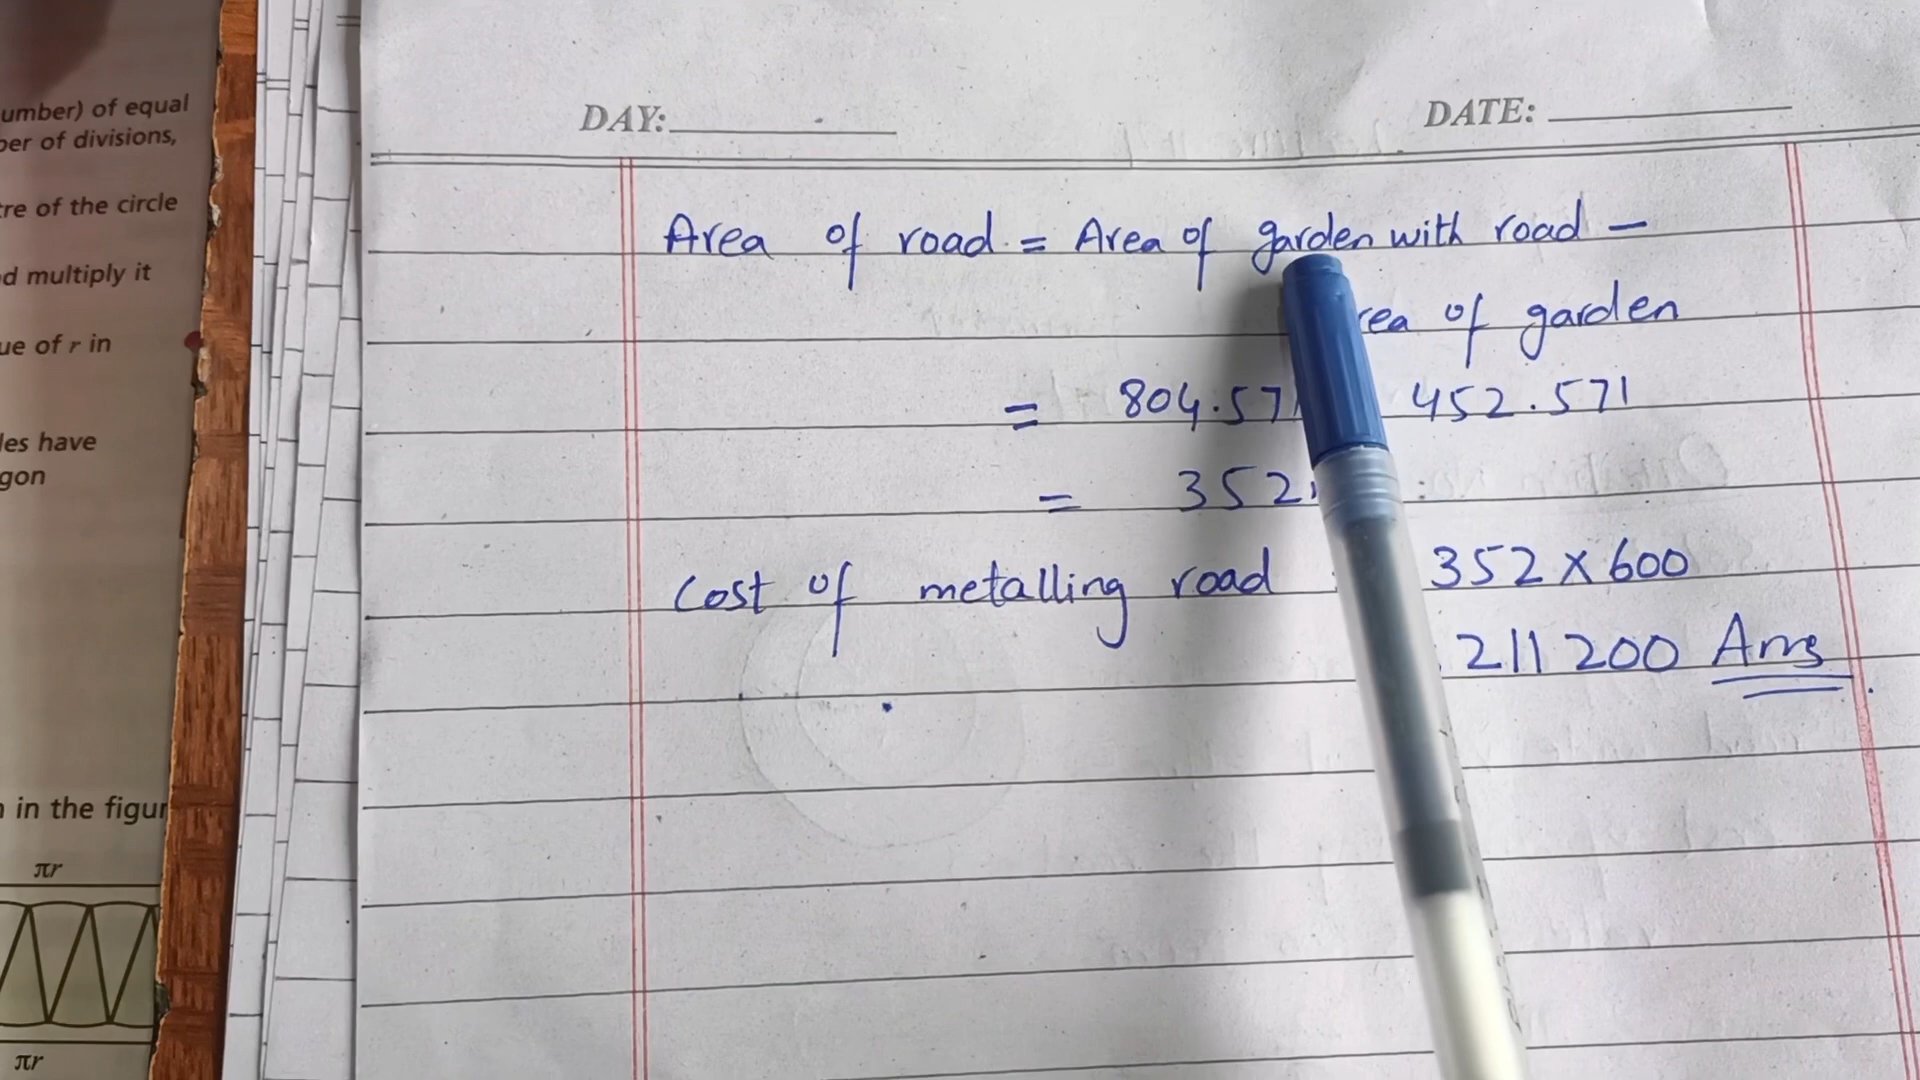 umber) of equal
ber of divisions,
tre of the circle
d multiply it
ue of r in
les have
gon
in the figur
πr
πr
DAY:
DATE:
Area of road = Area of garden with road –
rea of garden
= 804.571 452.571
= 352
Cost of metalling road 352 x 600
211200 Ans